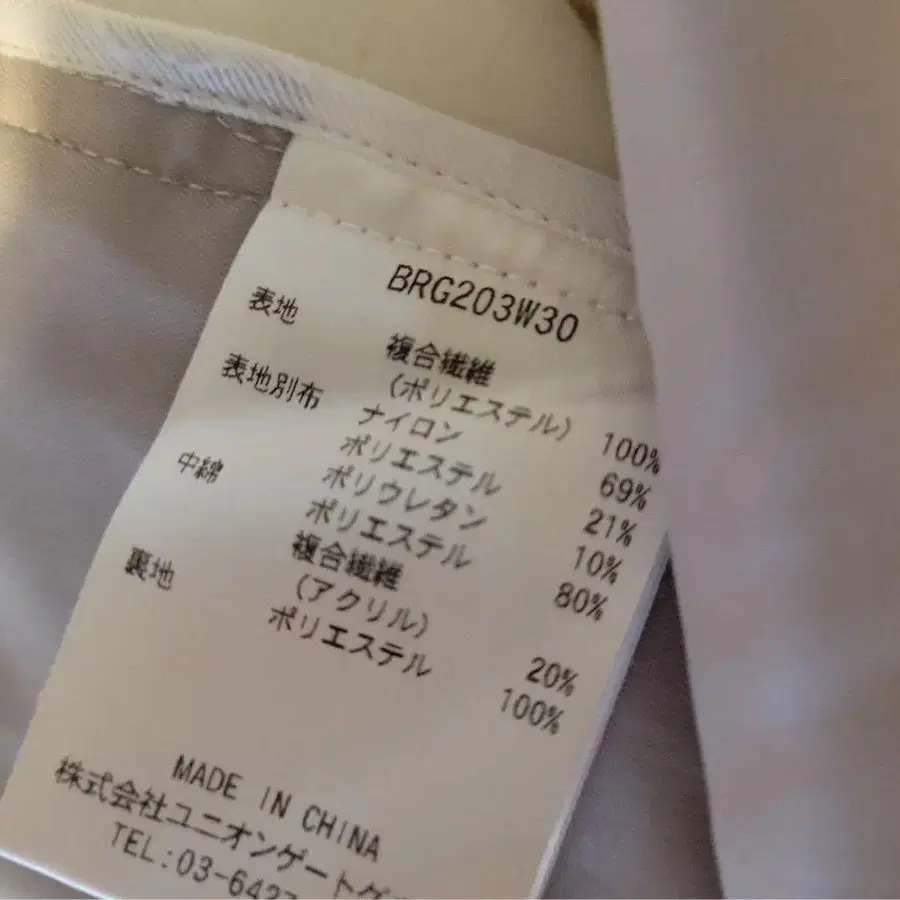 BRG203W30
表地 複合繊維
(ポリエステル) 100%
表地別布 ナイロン 69%
ポリエステル 21%
ポリウレタン 10%
中綿 ポリエステル 80%
複合繊維
(アクリル) 20%
裏地 ポリエステル 100%
MADE IN CHINA
株式会社ユニオンゲートグ
TEL:03-6427